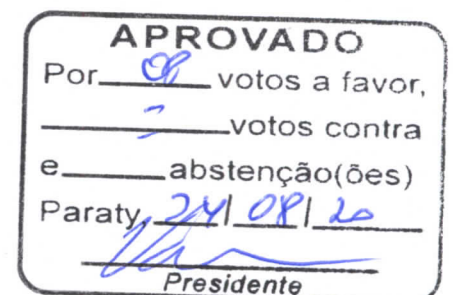 APROVADO
Por 08 votos a favor,
- votos contra
e abstenção(ões)
Paraty, 24/08/20
Presidente